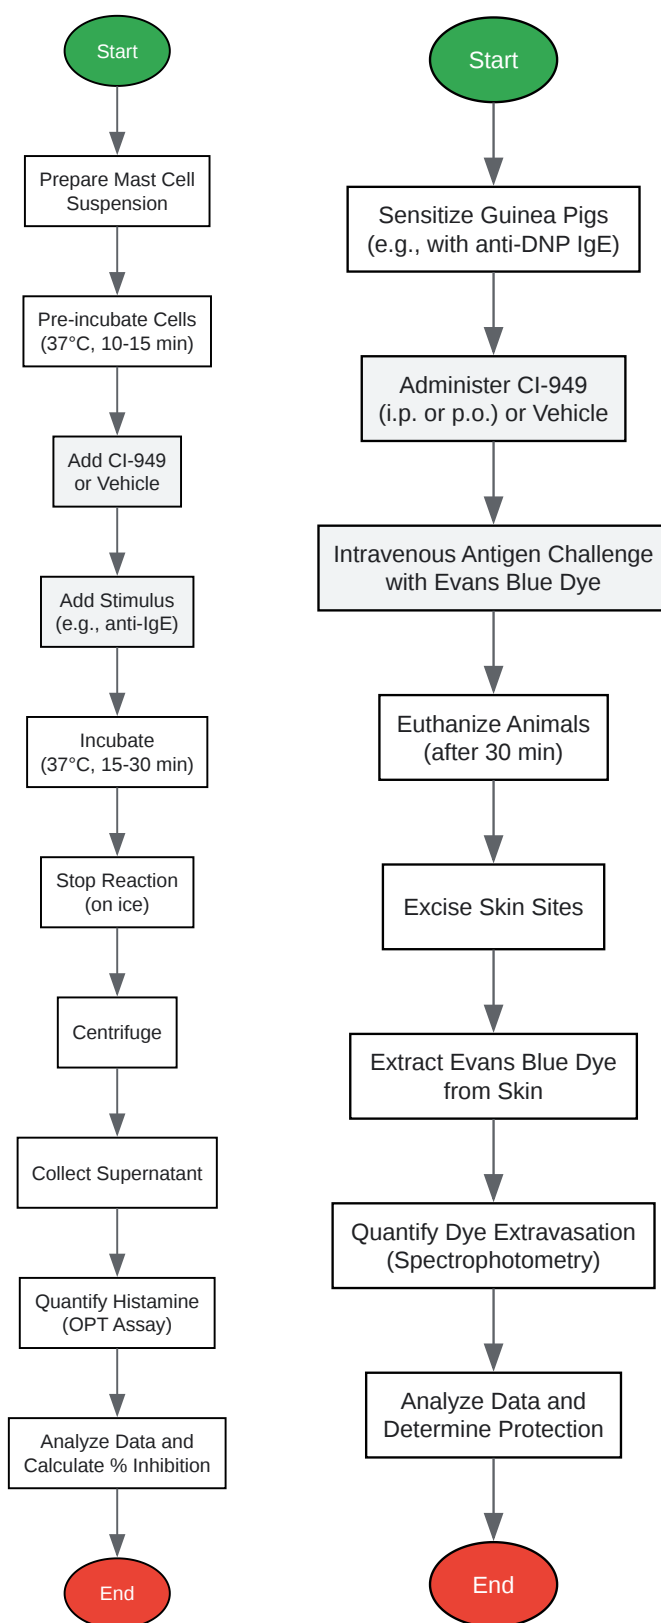 Start
Prepare Mast Cell
Suspension
Pre-incubate Cells
(37°C, 10-15 min)
Add CI-949
or Vehicle
Add Stimulus
(e.g., anti-IgE)
Incubate
(37°C, 15-30 min)
Stop Reaction
(on ice)
Centrifuge
Collect Supernatant
Quantify Histamine
(OPT Assay)
Analyze Data and
Calculate % Inhibition
End
Start
Sensitize Guinea Pigs
(e.g., with anti-DNP IgE)
Administer CI-949
(i.p. or p.o.) or Vehicle
Intravenous Antigen Challenge
with Evans Blue Dye
Euthanize Animals
(after 30 min)
Excise Skin Sites
Extract Evans Blue Dye
from Skin
Quantify Dye Extravasation
(Spectrophotometry)
Analyze Data and
Determine Protection
End